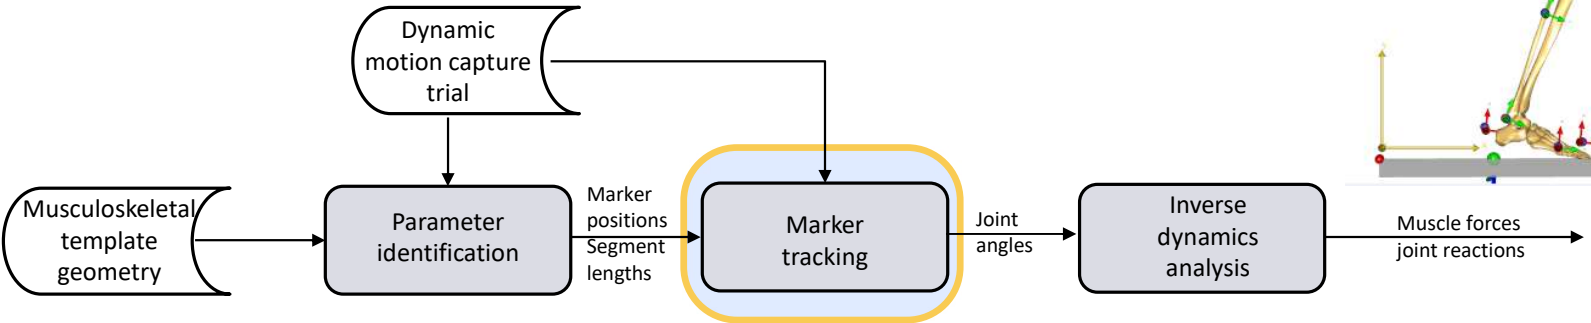 Dynamic
motion capture
trial
Musculoskeletal
template
geometry
Parameter
identification
Marker
positions
Segment
lengths
Marker
tracking
Joint
angles
Inverse
dynamics
analysis
Muscle forces
joint reactions